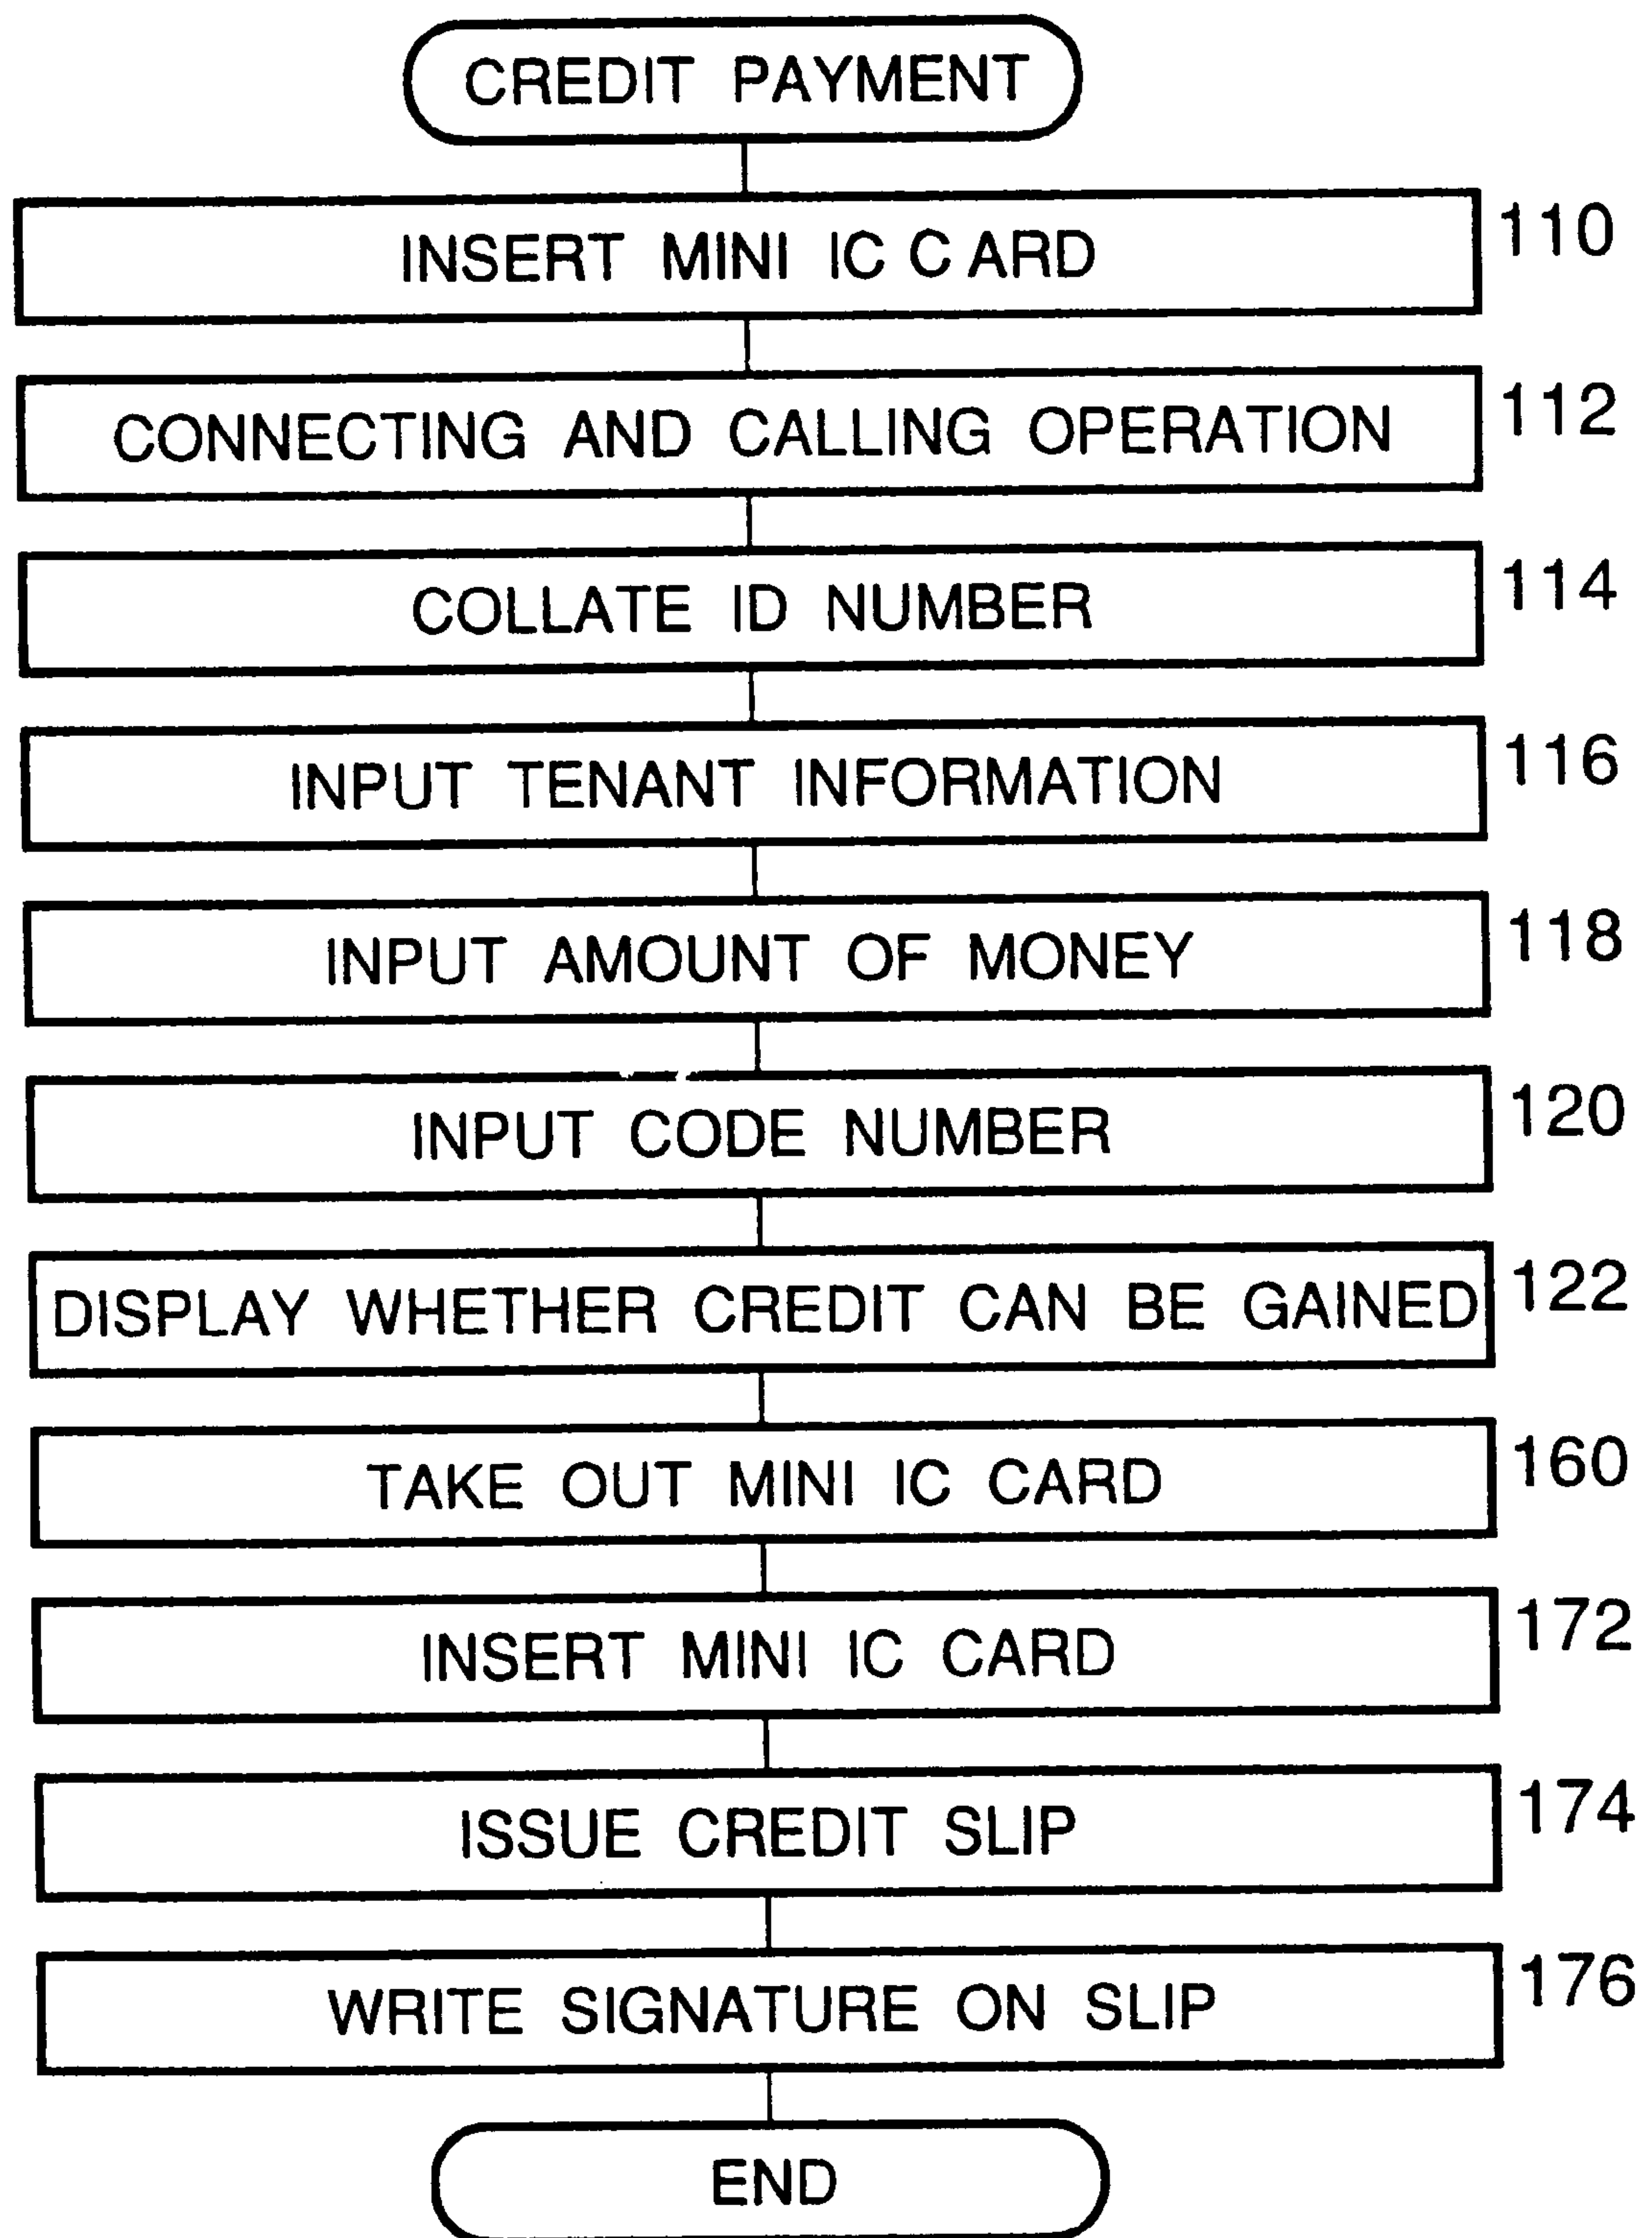 CREDIT PAYMENT
INSERT MINI IC CARD 110
CONNECTING AND CALLING OPERATION 112
COLLATE ID NUMBER 114
INPUT TENANT INFORMATION 116
INPUT AMOUNT OF MONEY 118
INPUT CODE NUMBER 120
DISPLAY WHETHER CREDIT CAN BE GAINED 122
TAKE OUT MINI IC CARD 160
INSERT MINI IC CARD 172
ISSUE CREDIT SLIP 174
WRITE SIGNATURE ON SLIP 176
END